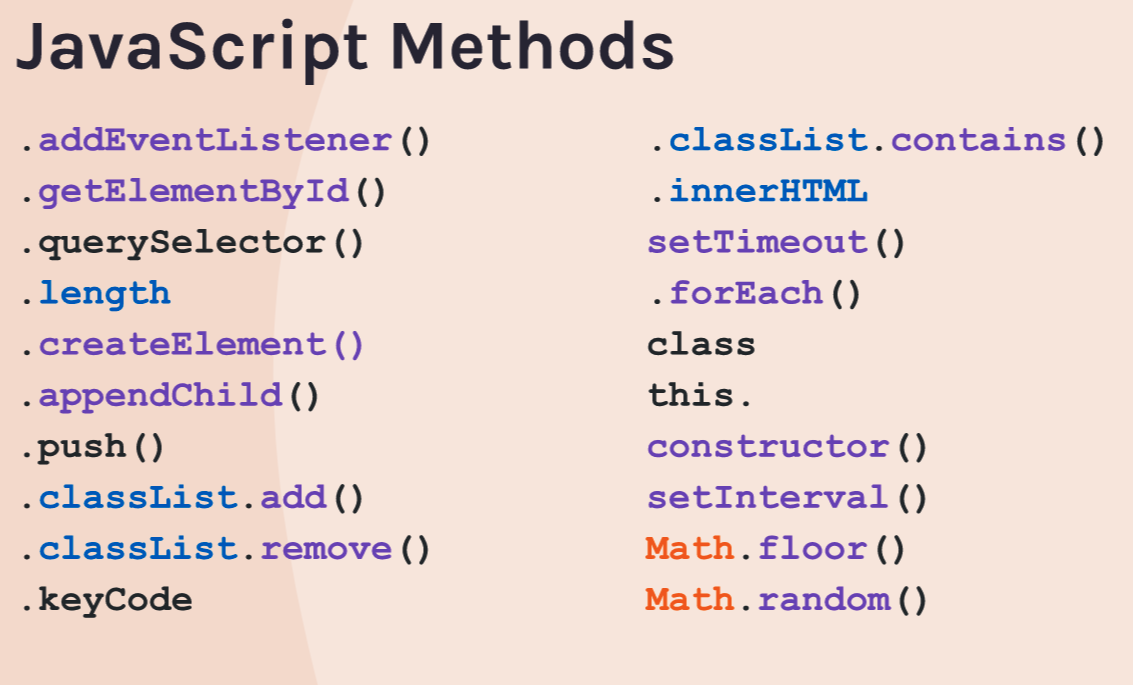 JavaScript Methods
.addEventListener()
.getElementById()
.querySelector()
.length
.createElement()
.appendChild()
.push()
.classList.add()
.classList.remove()
.keyCode
.classList.contains()
.innerHTML
setTimeout()
.forEach()
class
this.
constructor()
setInterval()
Math.floor()
Math.random()